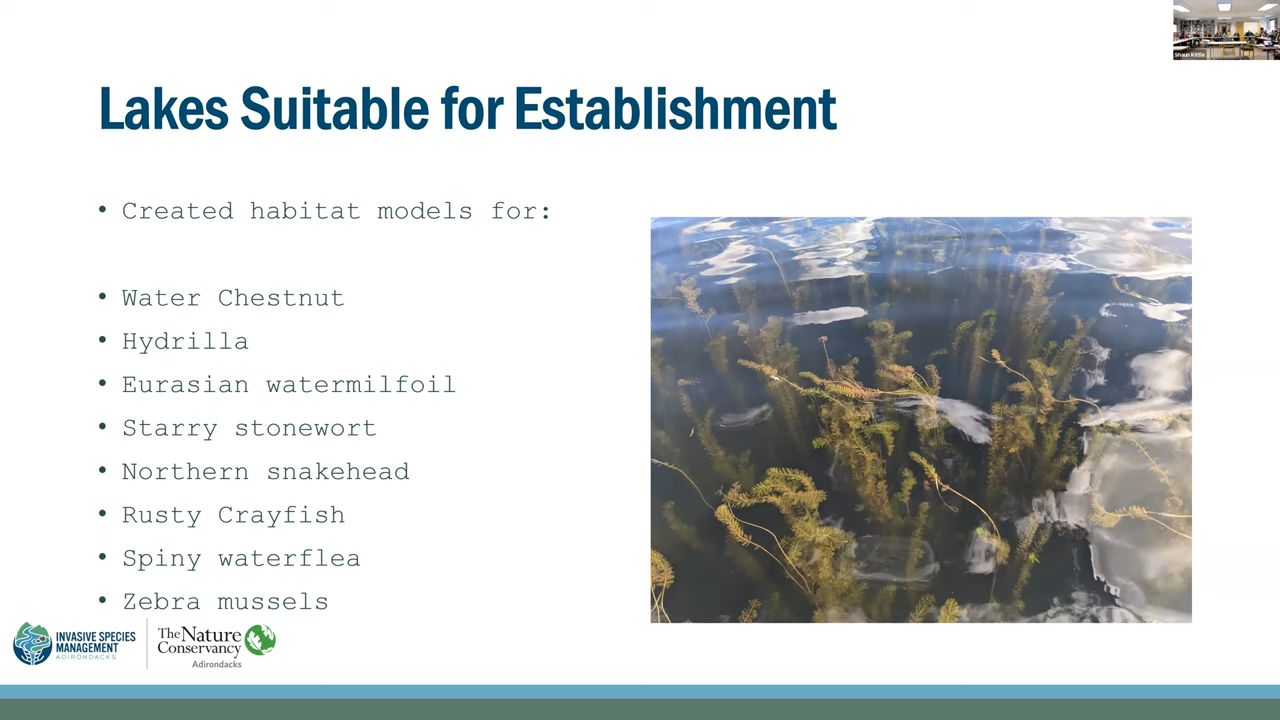 Shaun Kittle
Lakes Suitable for Establishment
• Created habitat models for:
• Water Chestnut
• Hydrilla
• Eurasian watermilfoil
• Starry stonewort
• Northern snakehead
• Rusty Crayfish
• Spiny waterflea
• Zebra mussels
INVASIVE SPECIES
MANAGEMENT
ADIRONDACKS
The Nature
Conservancy
Adirondacks